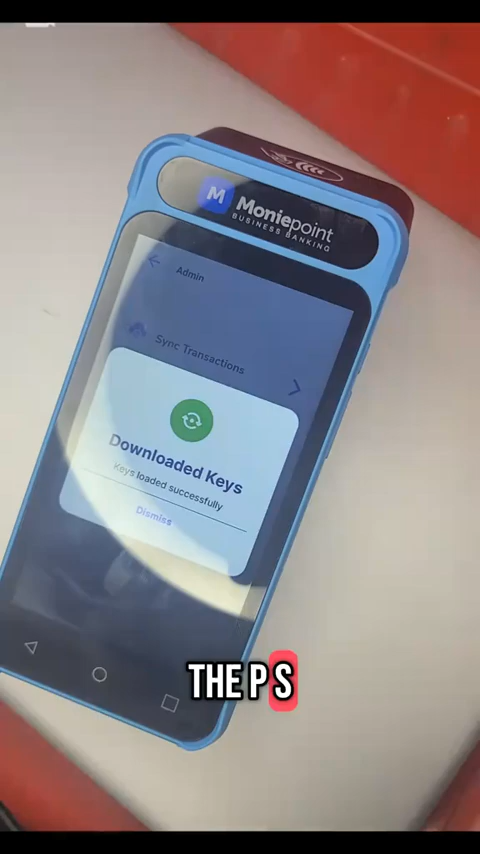 M Moniepoint
BUSINESS BANKING
Admin
Sync Transactions
Downloaded Keys
Keys loaded successfully
Dismiss
THE P S